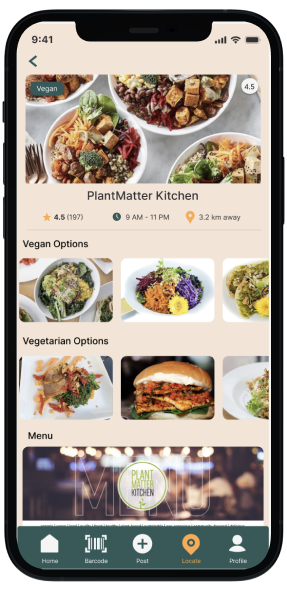 9:41
Vegan
4.5
PlantMatter Kitchen
4.5 (197)
9 AM - 11 PM
3.2 km away
Vegan Options
Vegetarian Options
Menu
MENU
PLANT
MATTER
KITCHEN
Home
Barcode
Post
Locate
Profile